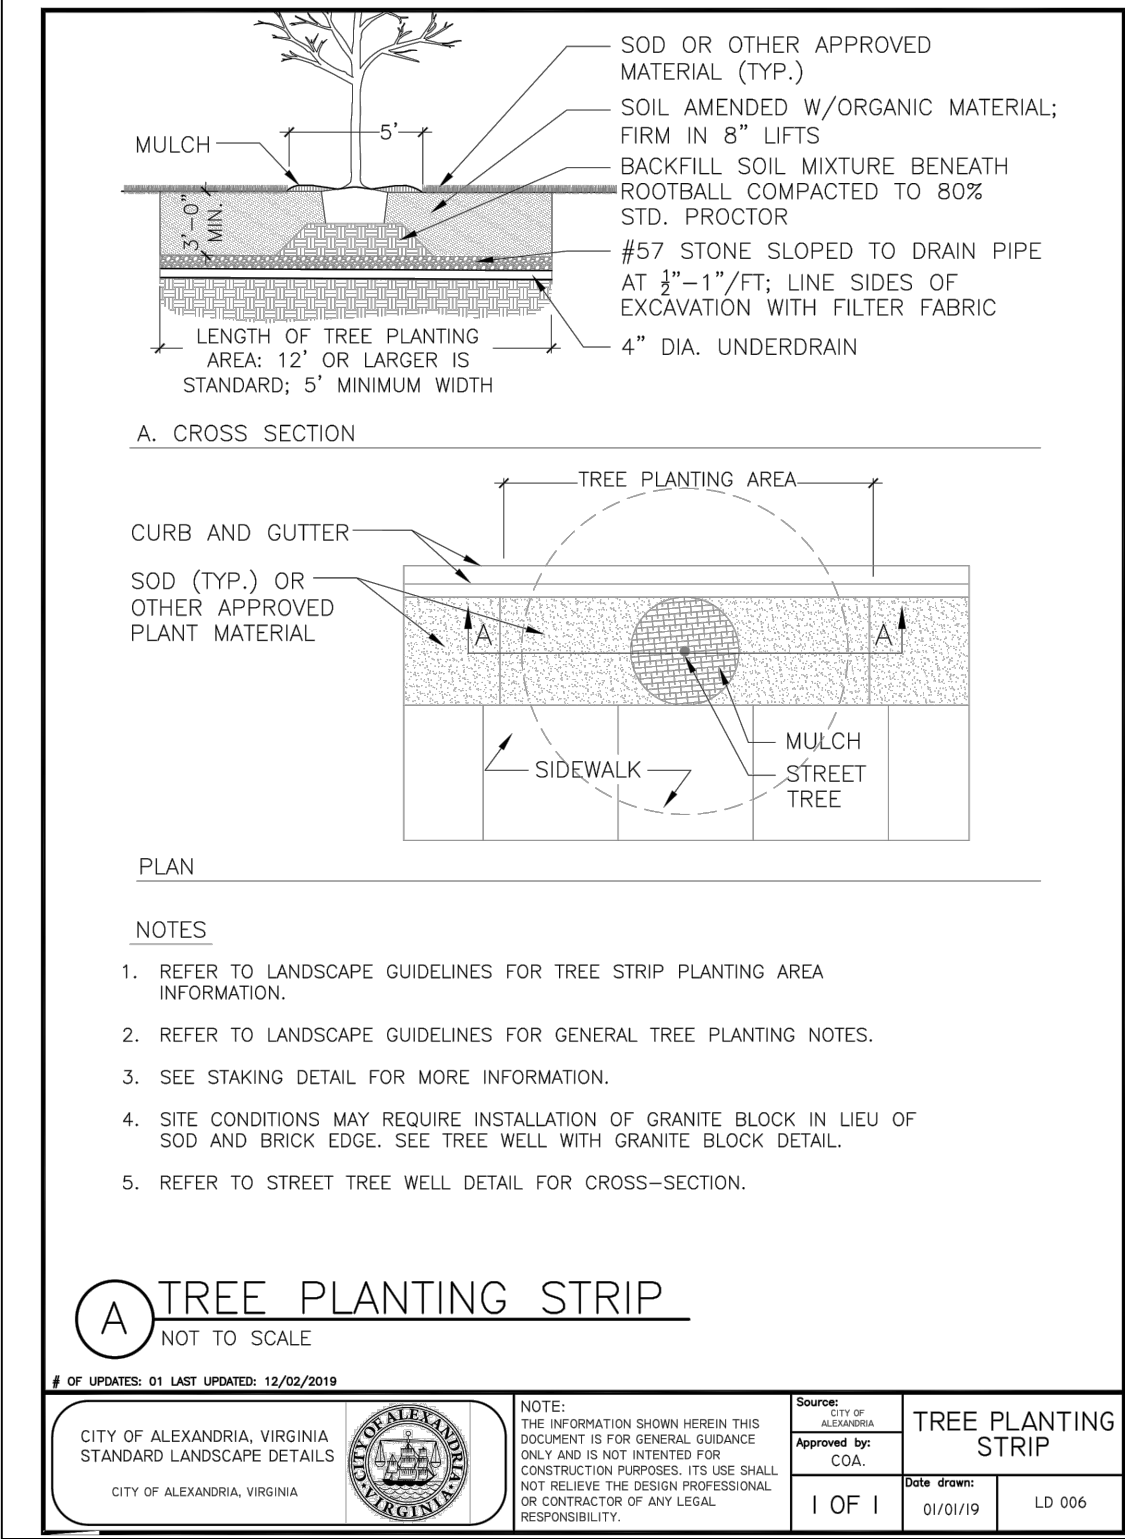 SOD OR OTHER APPROVED
MATERIAL (TYP.)
SOIL AMENDED W/ORGANIC MATERIAL;
FIRM IN 8" LIFTS
5'
MULCH
BACKFILL SOIL MIXTURE BENEATH
ROOTBALL COMPACTED TO 80%
STD. PROCTOR
3'-0"
MIN.
#57 STONE SLOPED TO DRAIN PIPE
AT ½"-1"/FT; LINE SIDES OF
EXCAVATION WITH FILTER FABRIC
4" DIA. UNDERDRAIN
LENGTH OF TREE PLANTING
AREA: 12' OR LARGER IS
STANDARD; 5' MINIMUM WIDTH
A. CROSS SECTION
TREE PLANTING AREA
CURB AND GUTTER
SOD (TYP.) OR
OTHER APPROVED
PLANT MATERIAL
A
A
MULCH
SIDEWALK
STREET
TREE
PLAN
NOTES
1. REFER TO LANDSCAPE GUIDELINES FOR TREE STRIP PLANTING AREA
INFORMATION.
2. REFER TO LANDSCAPE GUIDELINES FOR GENERAL TREE PLANTING NOTES.
3. SEE STAKING DETAIL FOR MORE INFORMATION.
4. SITE CONDITIONS MAY REQUIRE INSTALLATION OF GRANITE BLOCK IN LIEU OF
SOD AND BRICK EDGE. SEE TREE WELL WITH GRANITE BLOCK DETAIL.
5. REFER TO STREET TREE WELL DETAIL FOR CROSS-SECTION.
A
TREE PLANTING STRIP
NOT TO SCALE
# OF UPDATES: 01 LAST UPDATED: 12/02/2019
CITY OF ALEXANDRIA, VIRGINIA
STANDARD LANDSCAPE DETAILS
CITY OF ALEXANDRIA, VIRGINIA
CITY OF ALEXANDRIA
VIRGINIA
NOTE:
THE INFORMATION SHOWN HEREIN THIS
DOCUMENT IS FOR GENERAL GUIDANCE
ONLY AND IS NOT INTENTED FOR
CONSTRUCTION PURPOSES. ITS USE SHALL
NOT RELIEVE THE DESIGN PROFESSIONAL
OR CONTRACTOR OF ANY LEGAL
RESPONSIBILITY.
Source:
CITY OF
ALEXANDRIA
Approved by:
COA.
1 OF 1
TREE PLANTING
STRIP
Date drawn:
01/01/19
LD 006